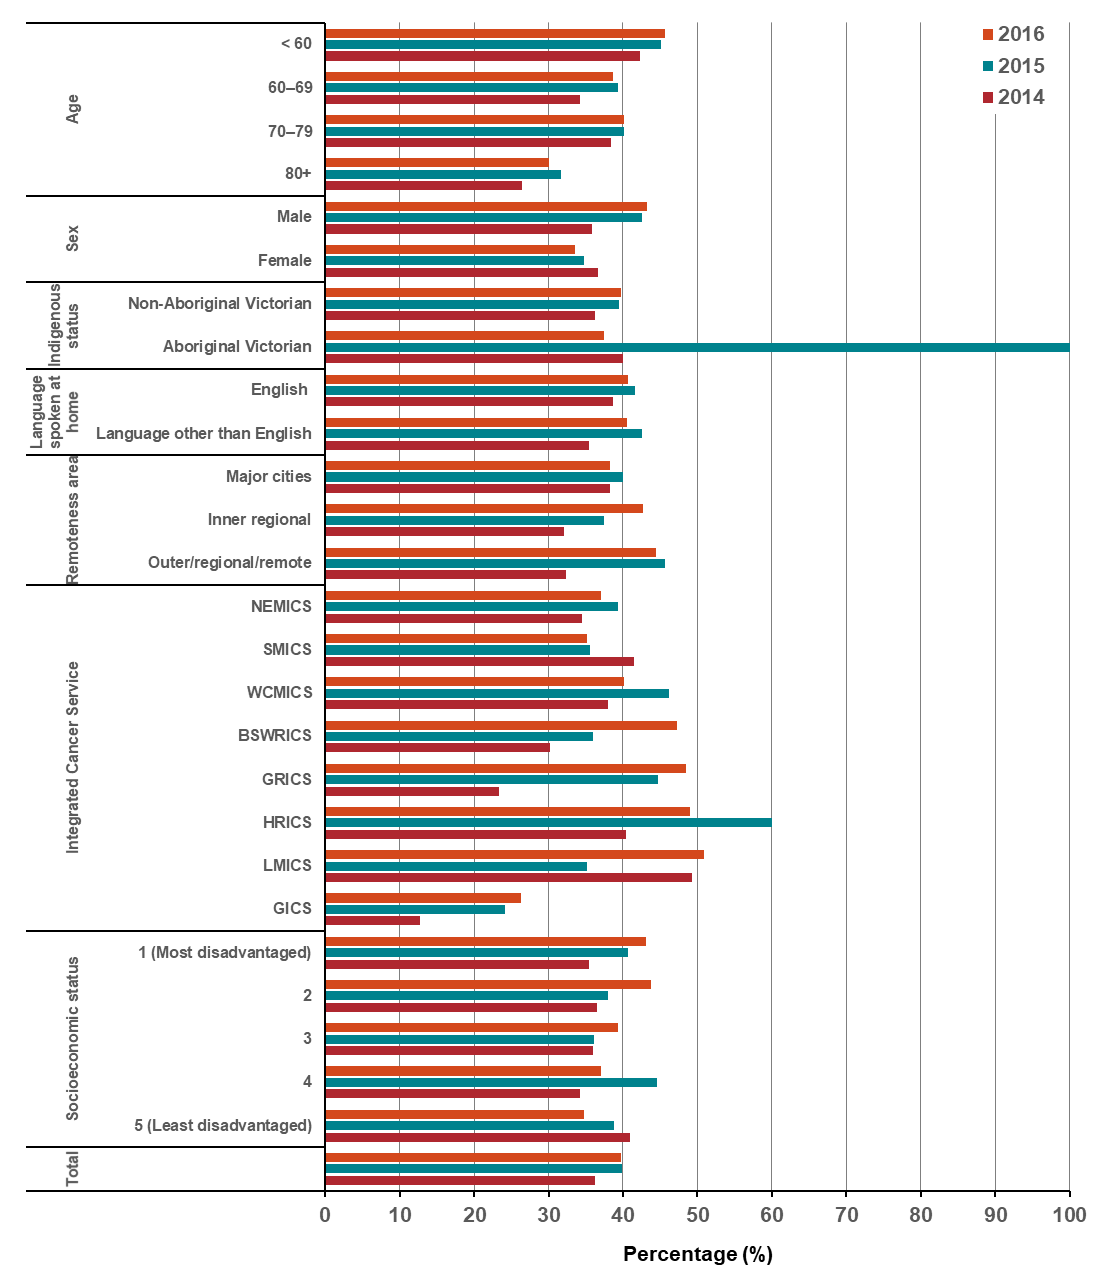 2016
2015
2014
Age
< 60
60–69
70–79
80+
Sex
Male
Female
Indigenous
status
Non-Aboriginal Victorian
Aboriginal Victorian
Language
spoken at
home
English
Language other than English
Remoteness area
Major cities
Inner regional
Outer/regional/remote
Integrated Cancer Service
NEMICS
SMICS
WCMICS
BSWRICS
GRICS
HRICS
LMICS
GICS
Socioeconomic status
1 (Most disadvantaged)
2
3
4
5 (Least disadvantaged)
Total
0 10 20 30 40 50 60 70 80 90 100
Percentage (%)